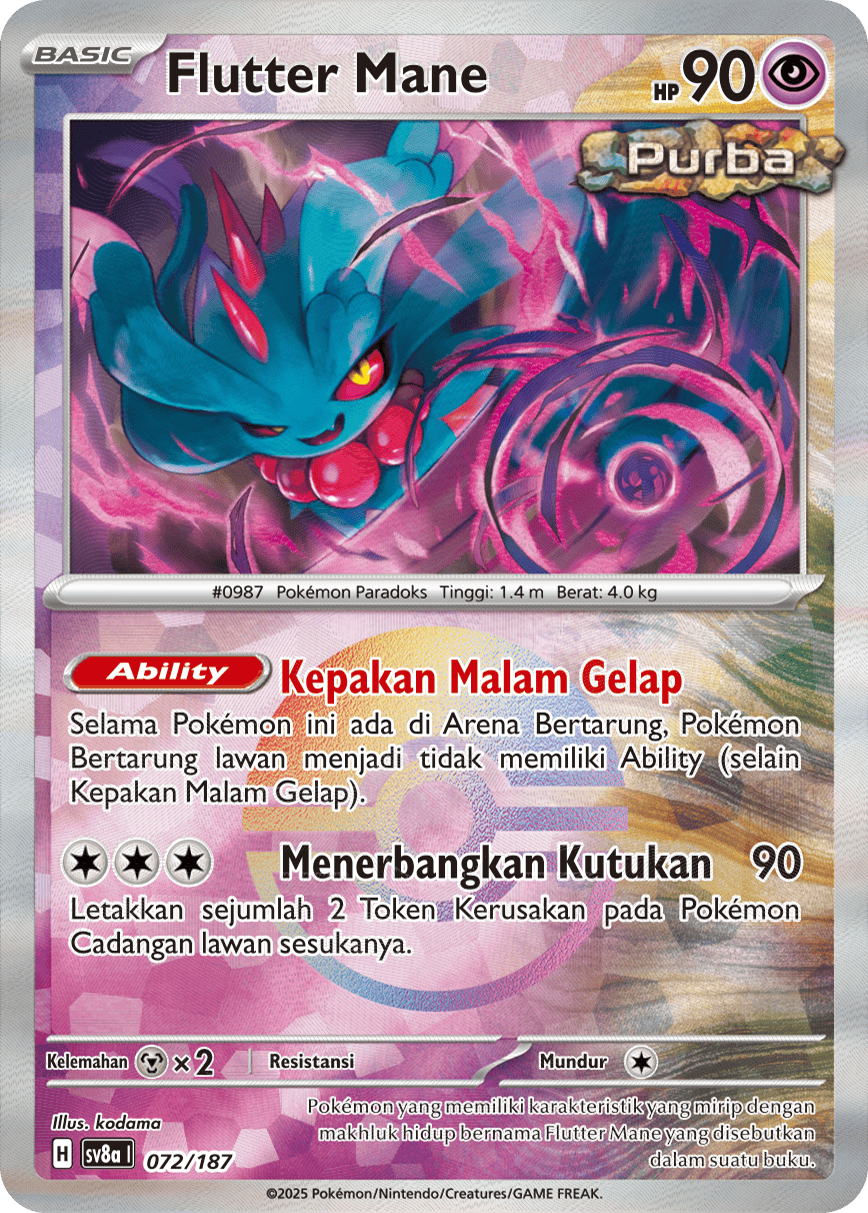 BASIC
Flutter Mane
HP 90
Purba
#0987 Pokémon Paradoks Tinggi: 1.4 m Berat: 4.0 kg
Ability Kepakan Malam Gelap
Selama Pokémon ini ada di Arena Bertarung, Pokémon
Bertarung lawan menjadi tidak memiliki Ability (selain
Kepakan Malam Gelap).
Menerbangkan Kutukan 90
Letakkan sejumlah 2 Token Kerusakan pada Pokémon
Cadangan lawan sesukanya.
Kelemahan ×2 Resistansi Mundur
Illus. kodama
Pokémon yang memiliki karakteristik yang mirip dengan
makhluk hidup bernama Flutter Mane yang disebutkan
dalam suatu buku.
H sv8a I 072/187
©2025 Pokémon/Nintendo/Creatures/GAME FREAK.